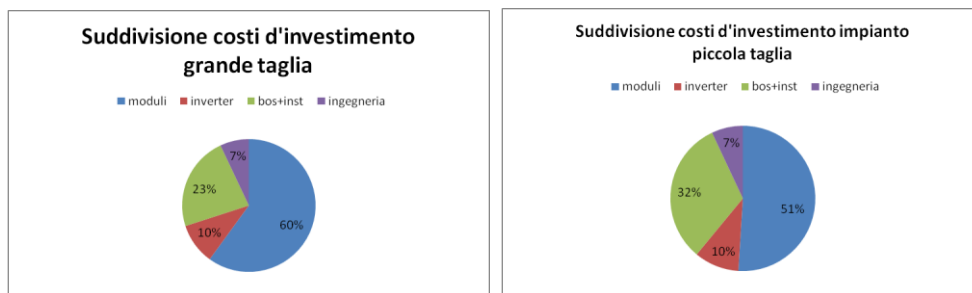 Suddivisione costi d'investimento
grande taglia
moduli inverter bos+inst ingegneria
7%
23%
10%
60%
Suddivisione costi d'investimento impianto
piccola taglia
moduli inverter bos+inst ingegneria
7%
32%
51%
10%